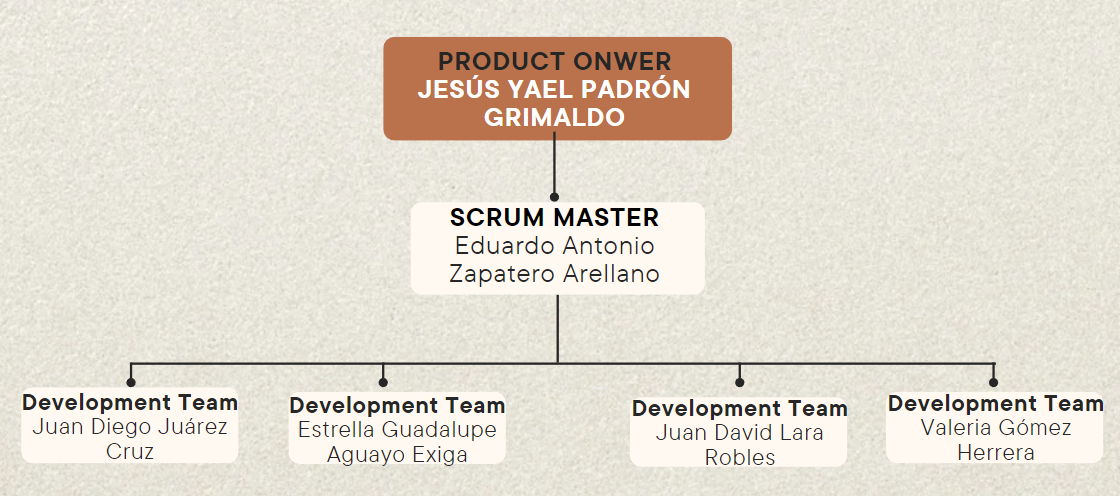 PRODUCT ONWER
JESÚS YAEL PADRÓN
GRIMALDO
SCRUM MASTER
Eduardo Antonio
Zapatero Arellano
Development Team
Juan Diego Juárez
Cruz
Development Team
Estrella Guadalupe
Aguayo Exiga
Development Team
Juan David Lara
Robles
Development Team
Valeria Gómez
Herrera